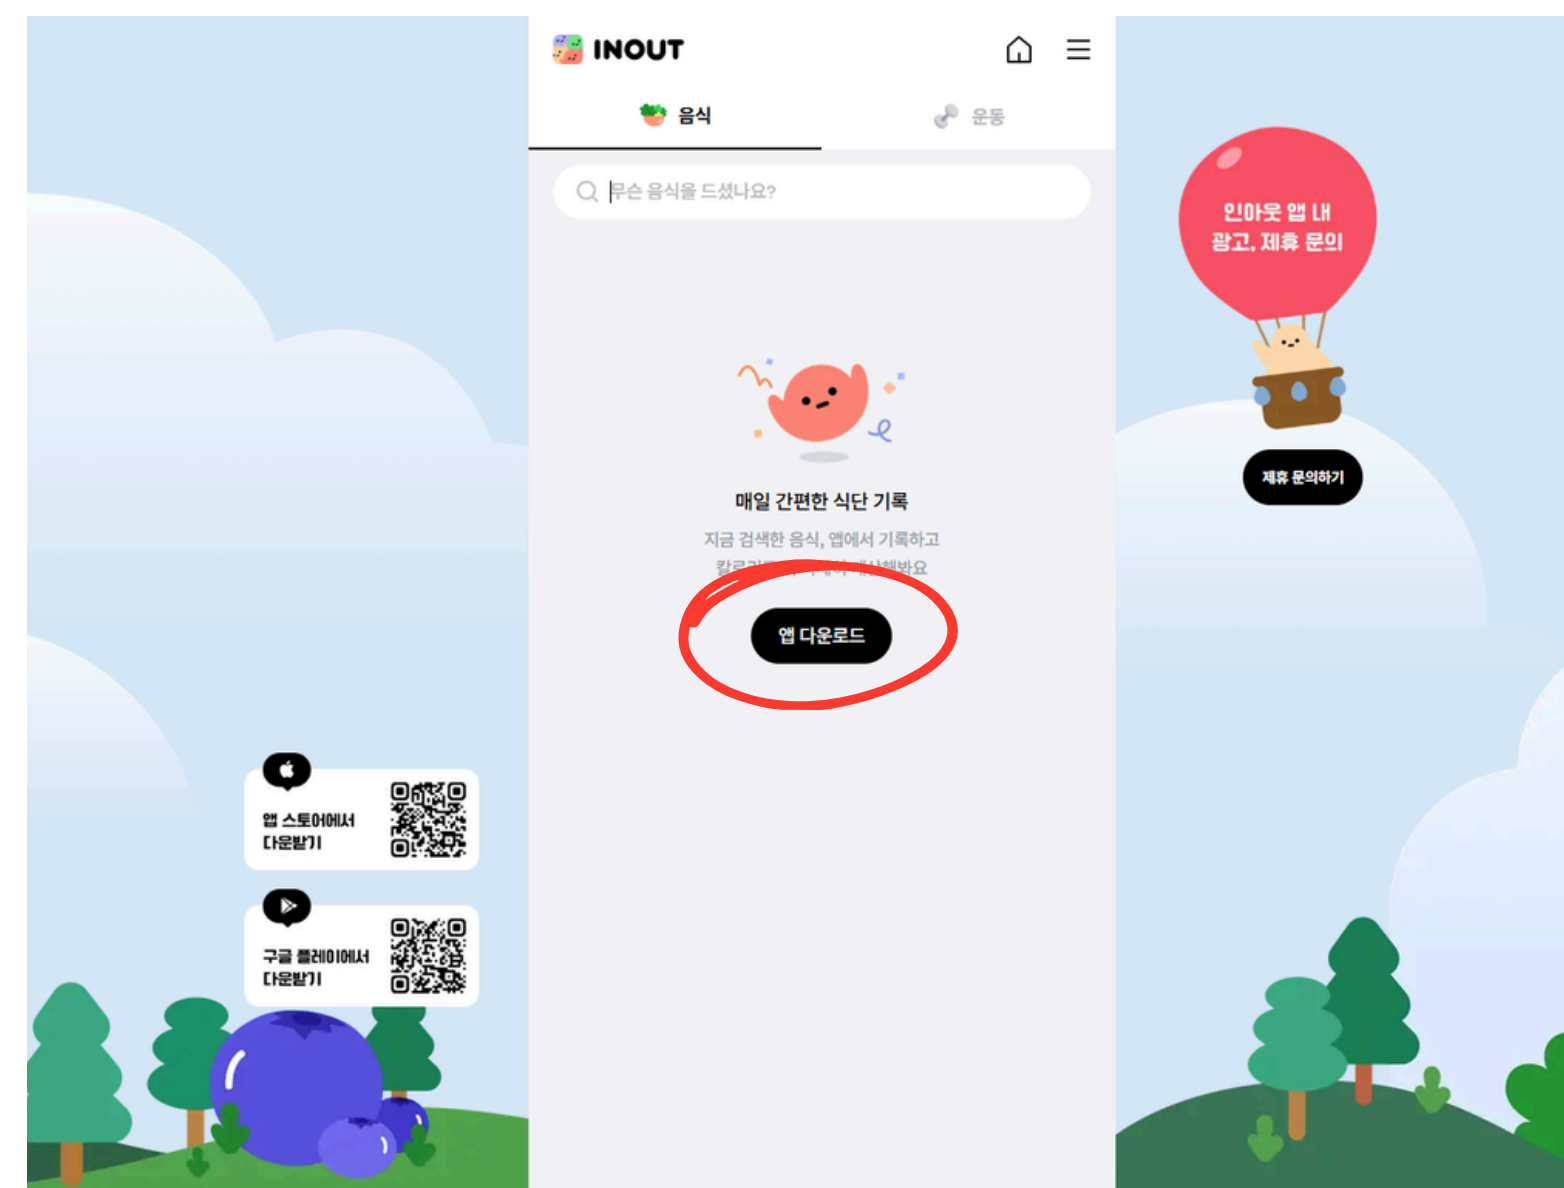 INOUT
음식
운동
무슨 음식을 드셨나요?
매일 간편한 식단 기록
지금 검색한 음식, 앱에서 기록하고
앱 다운로드
앱 스토어에서
다운받기
구글 플레이에서
다운받기
인아웃 앱 내
광고, 제휴 문의
제휴 문의하기